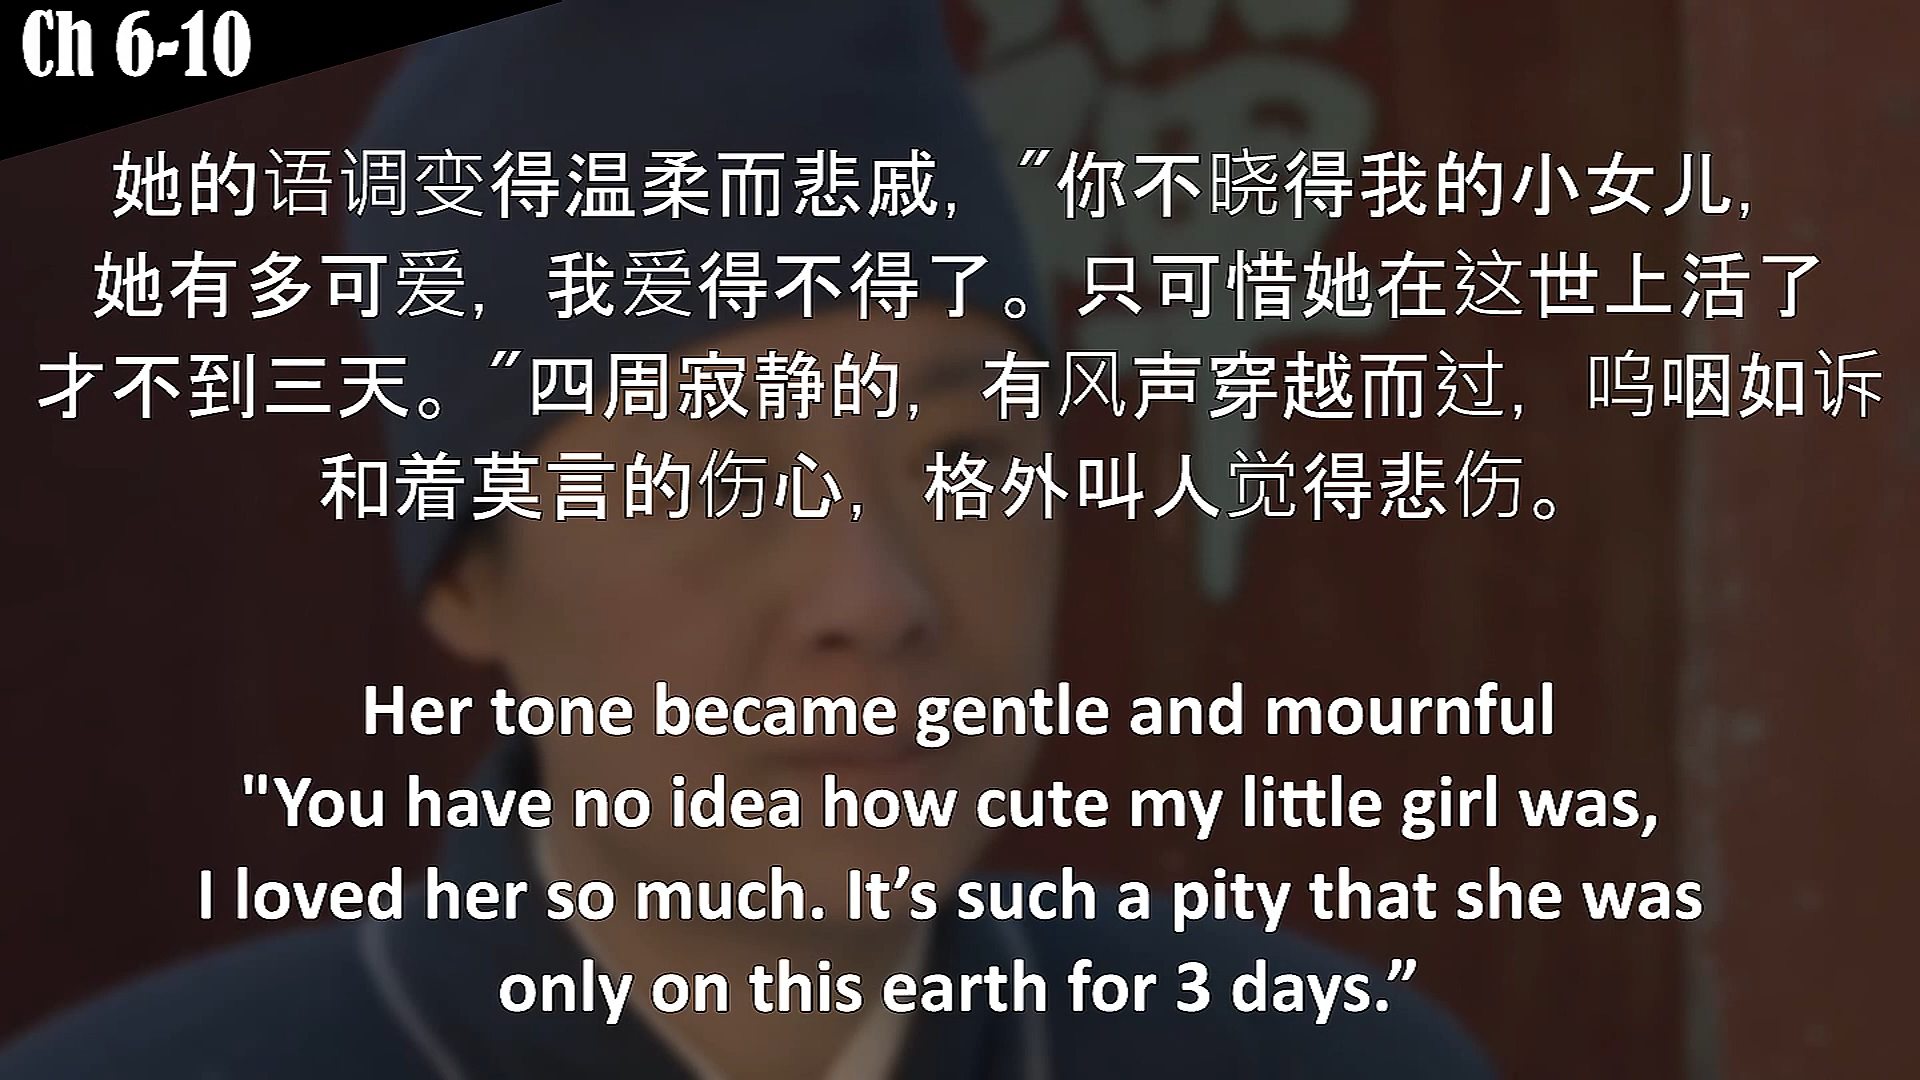 Ch 6-10
她的语调变得温柔而悲戚，"你不晓得我的小女儿，
她有多可爱，我爱得不得了。只可惜她在这世上活了
才不到三天。"四周寂静的，有风声穿越而过，呜咽如诉
和着莫言的伤心，格外叫人觉得悲伤。
Her tone became gentle and mournful
"You have no idea how cute my little girl was,
I loved her so much. It’s such a pity that she was
only on this earth for 3 days.”